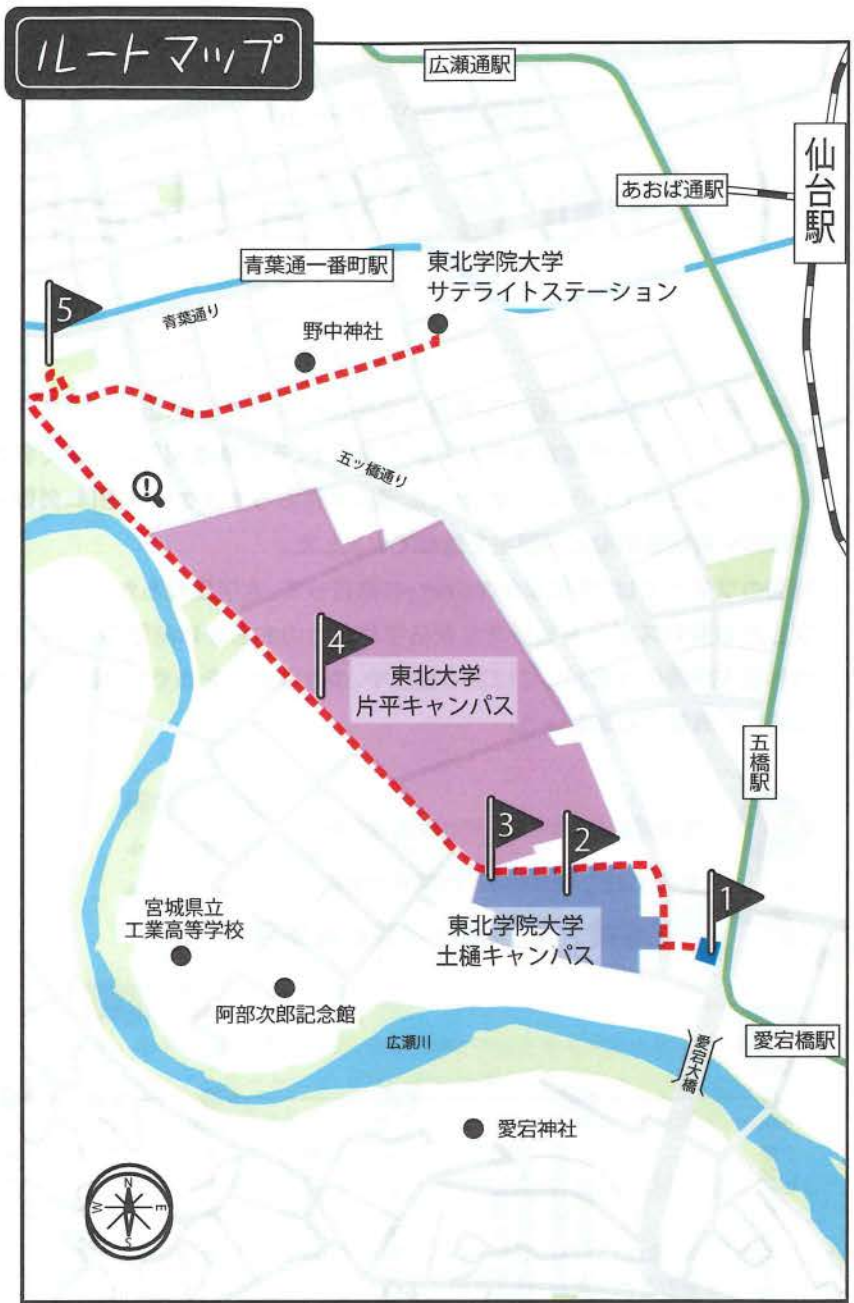 ルートマップ
広瀬通駅
仙台駅
あおば通駅
青葉通一番町駅
東北学院大学
サテライトステーション
5
青葉通り
野中神社
五ッ橋通り
4
東北大学
片平キャンパス
五橋駅
3
2
1
宮城県立
工業高等学校
東北学院大学
土樋キャンパス
阿部次郎記念館
広瀬川
愛宕大橋
愛宕橋駅
愛宕神社
N
W
E
S